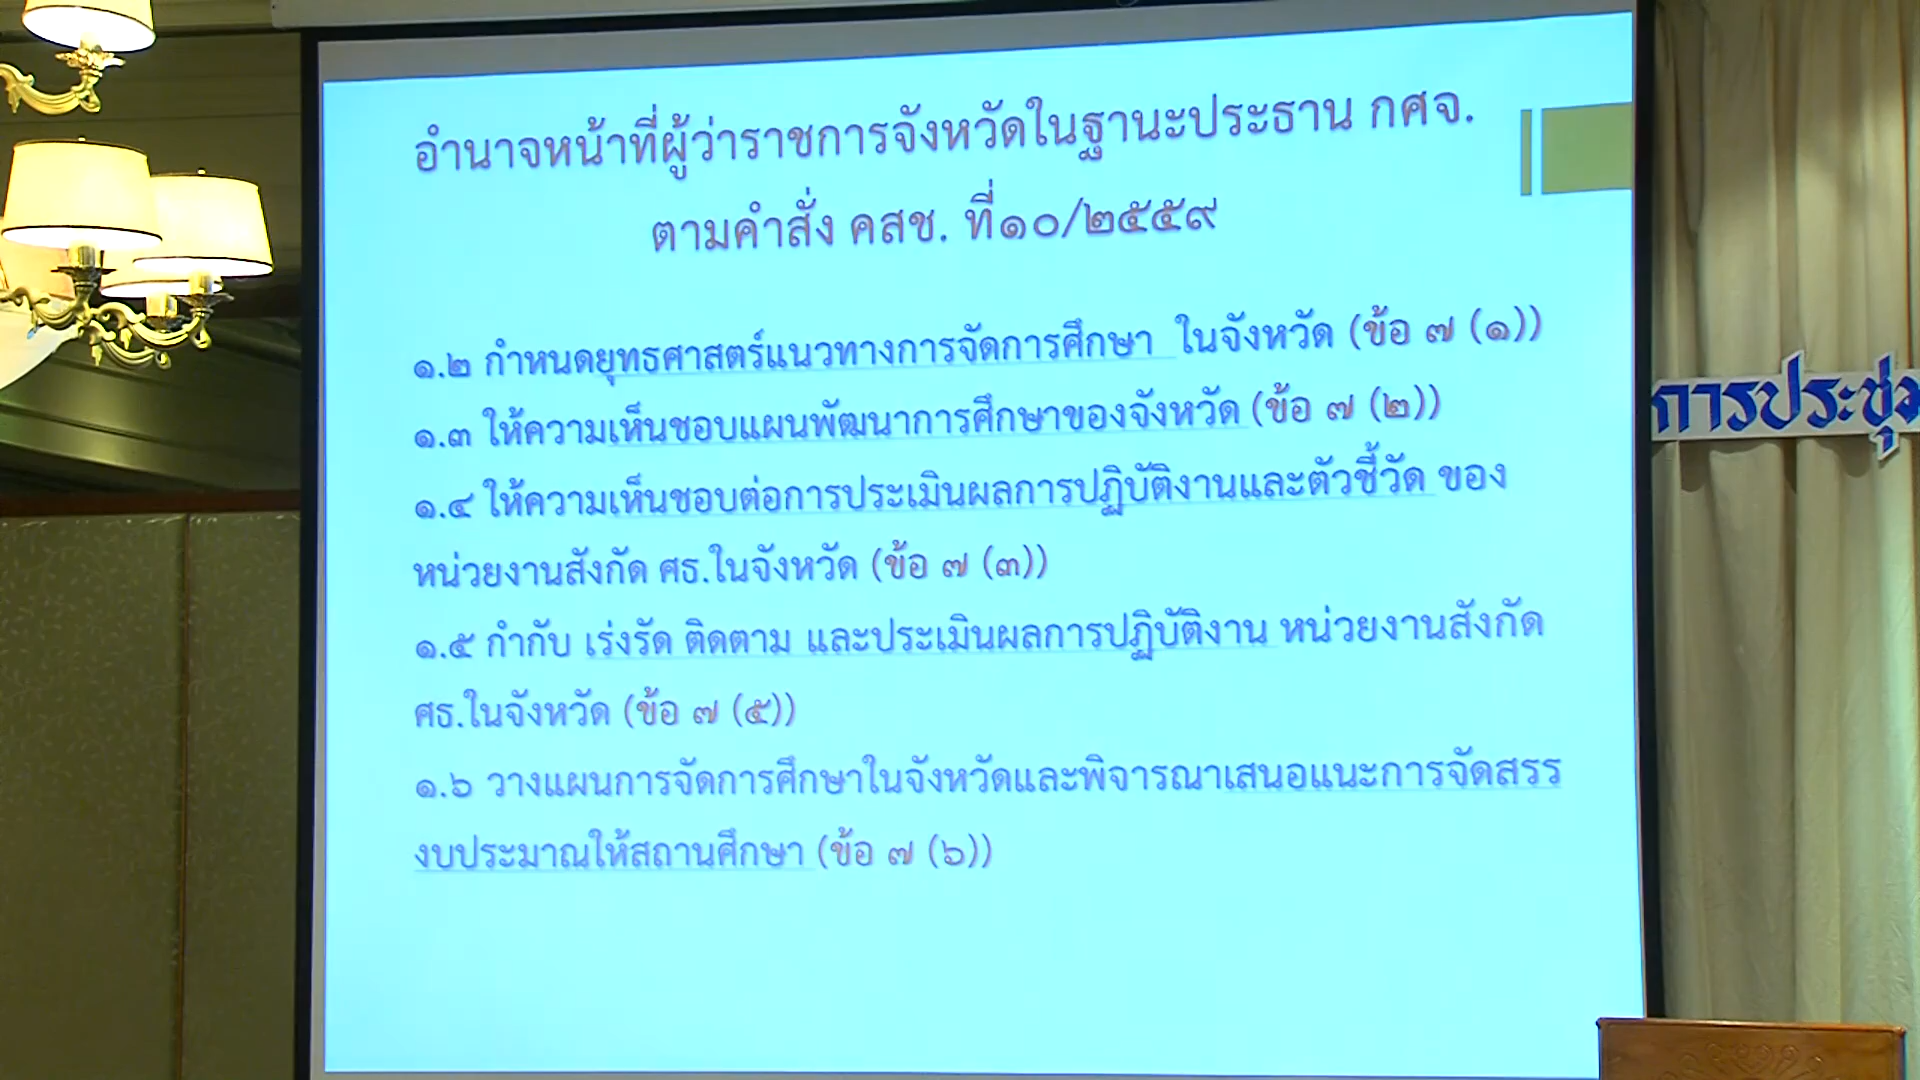 อำนาจหน้าที่ผู้ว่าราชการจังหวัดในฐานะประธาน กศจ.
ตามคำสั่ง คสช. ที่๑๐/๒๕๕๙
๑.๒ กำหนดยุทธศาสตร์แนวทางการจัดการศึกษา ในจังหวัด (ข้อ ๗ (๑))
๑.๓ ให้ความเห็นชอบแผนพัฒนาการศึกษาของจังหวัด (ข้อ ๗ (๒))
๑.๔ ให้ความเห็นชอบต่อการประเมินผลการปฏิบัติงานและตัวชี้วัด ของ
หน่วยงานสังกัด ศธ.ในจังหวัด (ข้อ ๗ (๓))
๑.๕ กำกับ เร่งรัด ติดตาม และประเมินผลการปฏิบัติงาน หน่วยงานสังกัด
ศธ.ในจังหวัด (ข้อ ๗ (๕))
๑.๖ วางแผนการจัดการศึกษาในจังหวัดและพิจารณาเสนอแนะการจัดสรร
งบประมาณให้สถานศึกษา (ข้อ ๗ (๖))
การประชุ